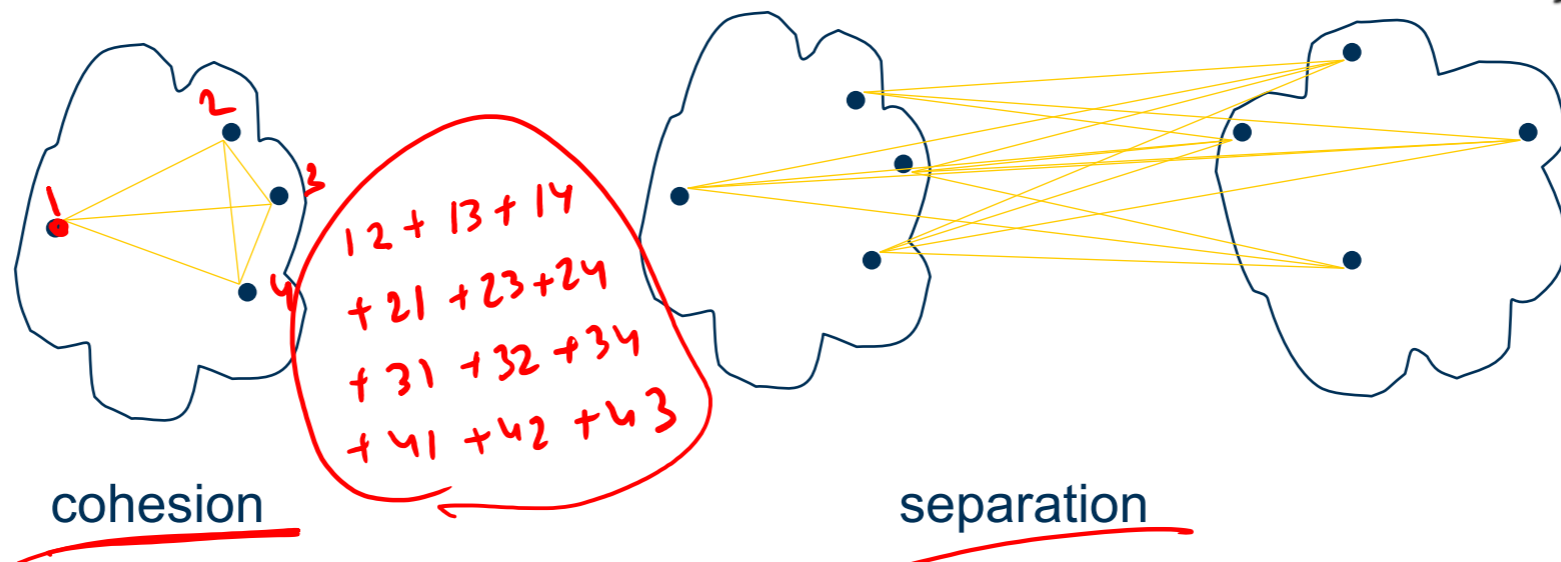 2
3
1
4
12 + 13 + 14
+ 21 + 23 + 24
+ 31 + 32 + 34
+ 41 + 42 + 43
cohesion
separation